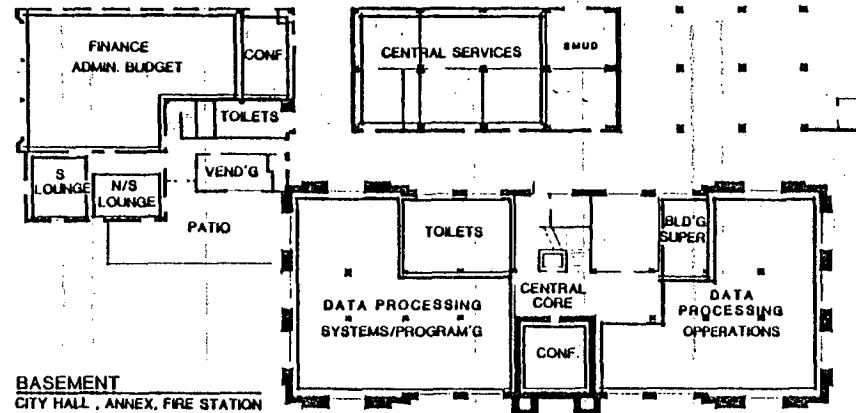 FINANCE
ADMIN. BUDGET
CONF.
CENTRAL SERVICES
SMUD
TOILETS
S
LOUNGE
N/S
LOUNGE
VEND'G
PATIO
TOILETS
BLD'G
SUPER
CENTRAL
CORE
DATA PROCESSING
SYSTEMS/PROGRAM'G
DATA
PROCESSING
OPPERATIONS
CONF.
BASEMENT
CITY HALL , ANNEX, FIRE STATION